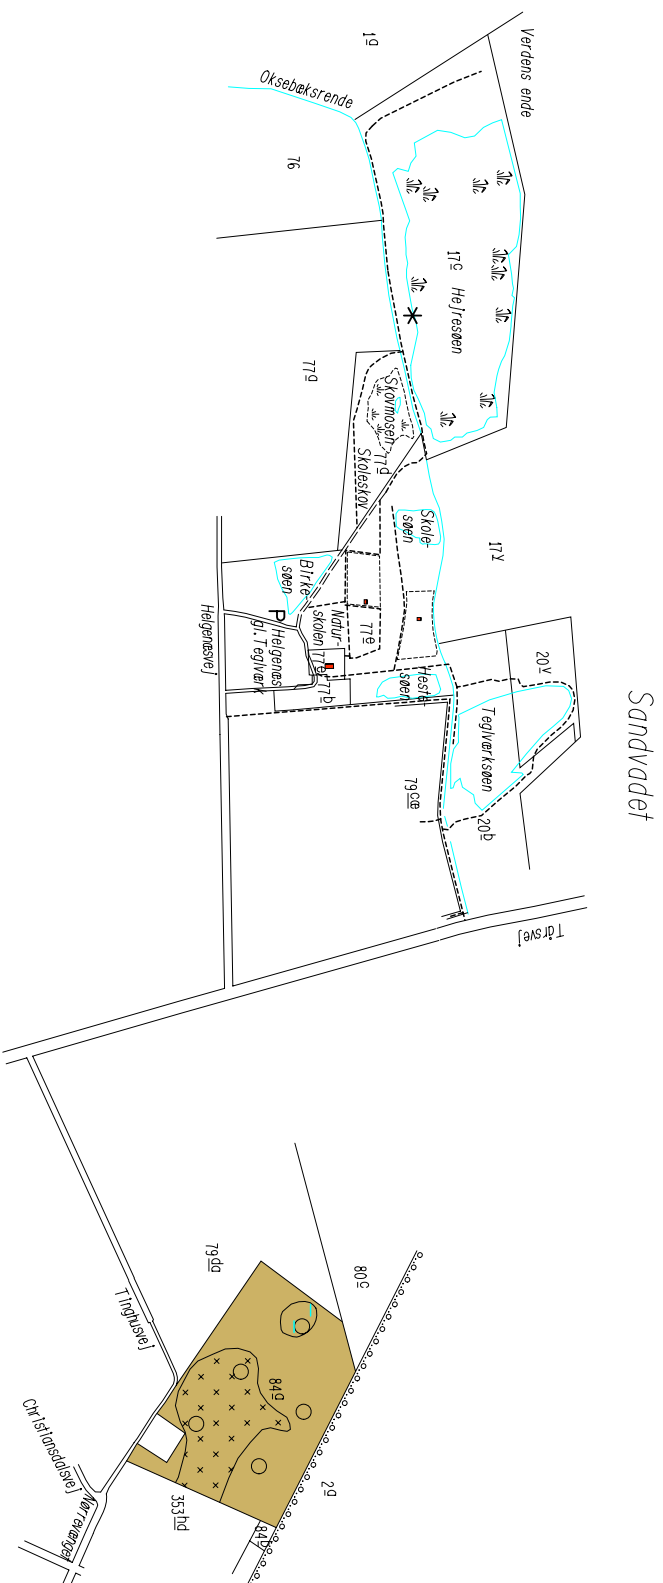 Sandvadet
Verdens ende
1a
Oksebæksrende
76
17c Hejresøen
77a
Skovmosen
77d
Skoleskov
Skole-
søen
17y
Birke
søen
Natur-
skolen
77e
77b
P
Helgenæs
gl. Teglværk
Helgenæsvej
Heste
søen
20v
Teglværksøen
79cæ
20b
Tårsvej
79da
80c
Tinghusvej
84a
Christiansdalsvej
Nørrevænget
353hd
2a
84b